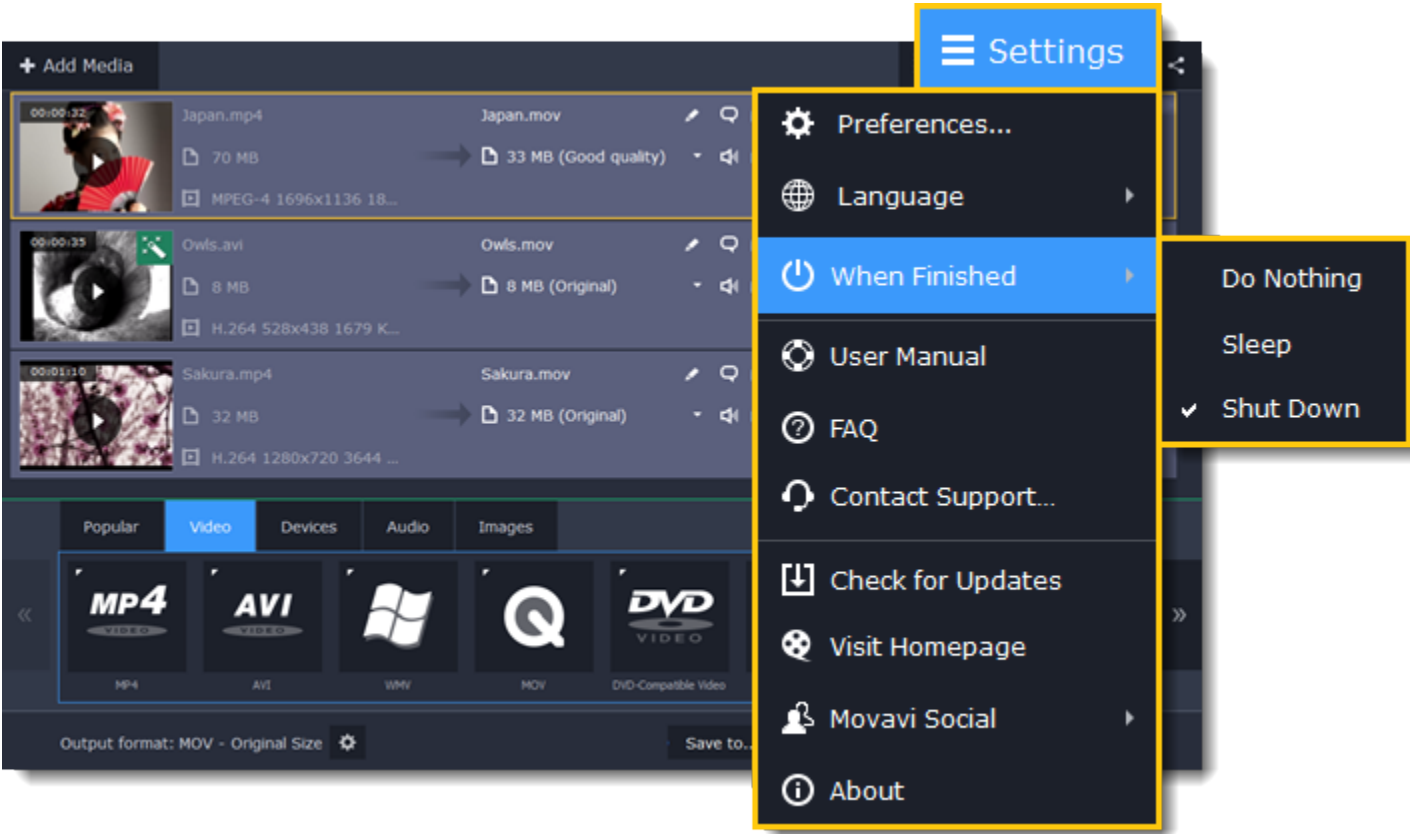 Settings
Add Media
00:00:32
Japan.mp4
Japan.mov
70 MB
33 MB (Good quality)
MPEG-4 1696x1136 18...
00:00:35
Owls.avi
Owls.mov
8 MB
8 MB (Original)
H.264 528x438 1679 K...
00:01:10
Sakura.mp4
Sakura.mov
32 MB
32 MB (Original)
H.264 1280x720 3644 ...
Popular
Video
Devices
Audio
Images
MP4
VIDEO
AVI
VIDEO
DVD
VIDEO
MP4
AVI
WMV
MOV
DVD-Compatible Video
Output format: MOV - Original Size
Save to...
Preferences...
Language
When Finished
User Manual
FAQ
Contact Support...
Check for Updates
Visit Homepage
Movavi Social
About
Do Nothing
Sleep
Shut Down